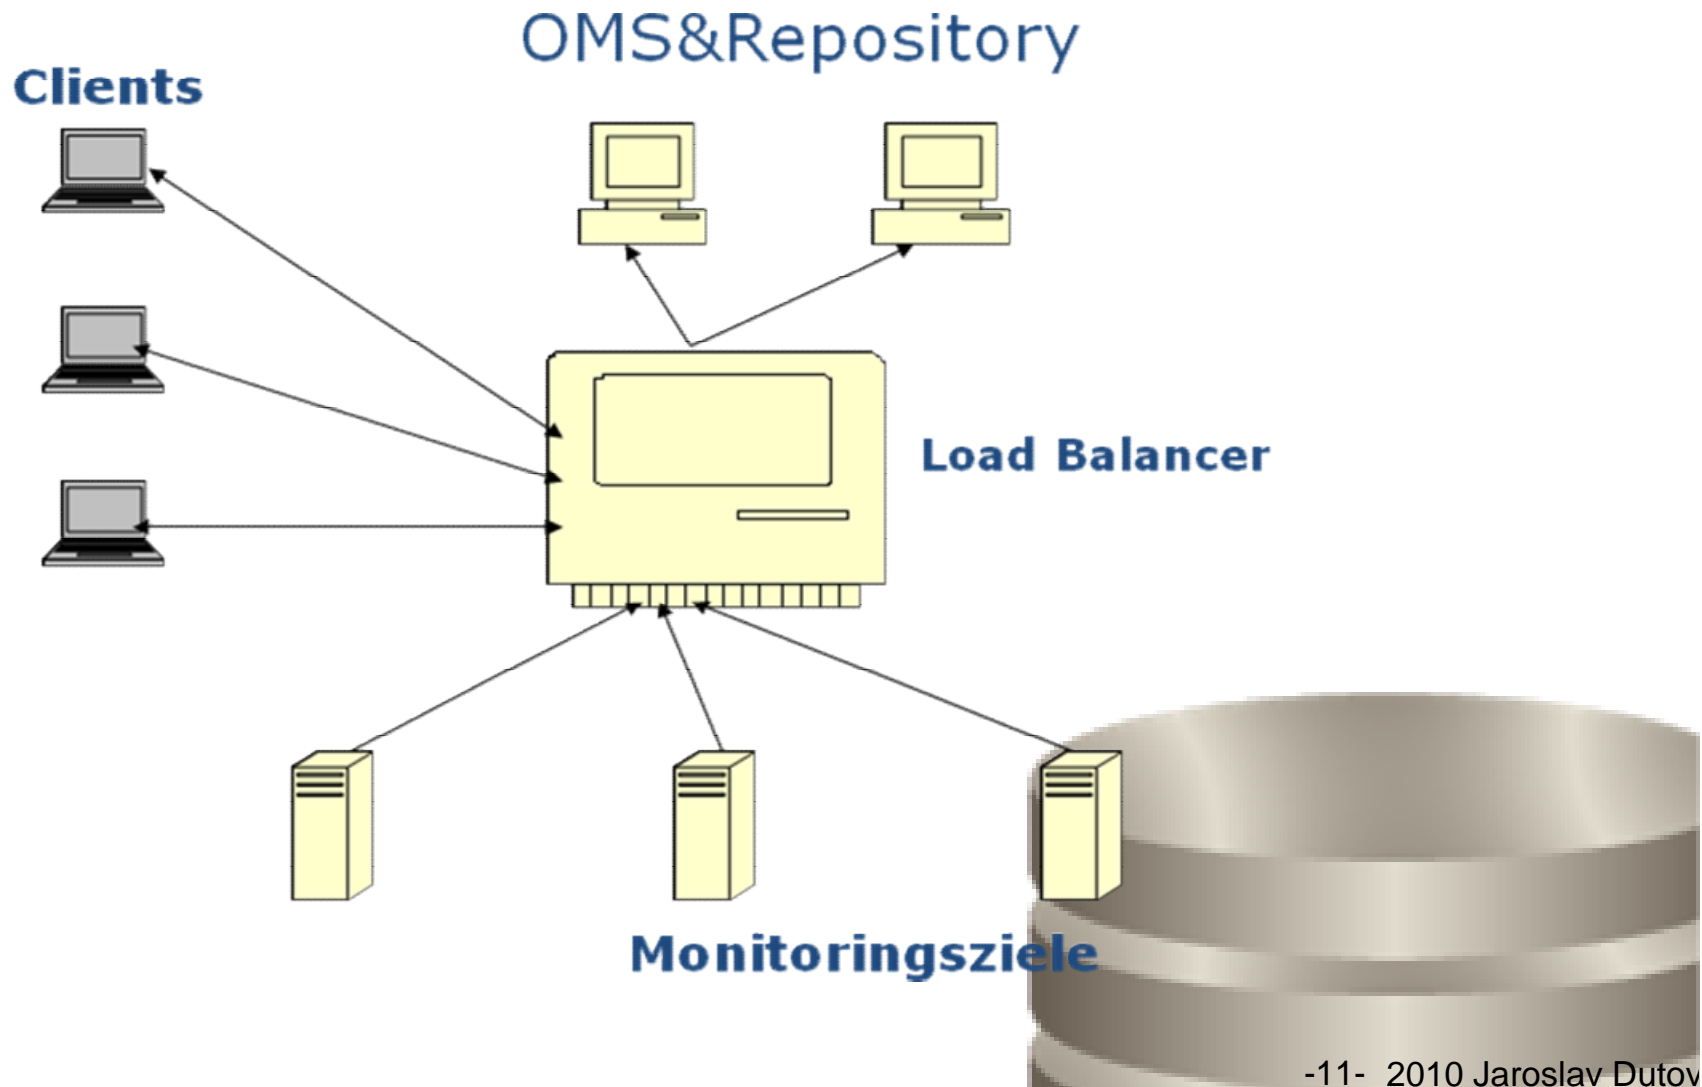 OMS&Repository
Clients
Load Balancer
Monitoringsziele
-11- 2010 Jaroslav Dutov